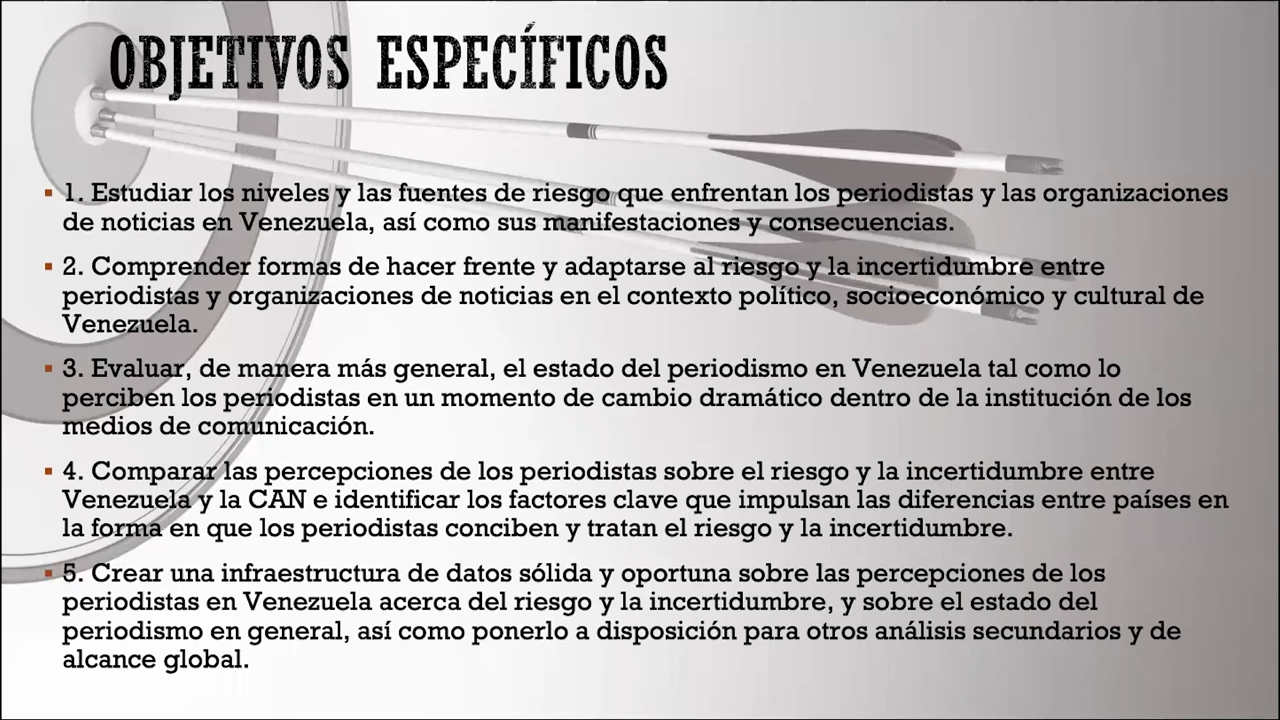 OBJETIVOS ESPECÍFICOS
▪ 1. Estudiar los niveles y las fuentes de riesgo que enfrentan los periodistas y las organizaciones
de noticias en Venezuela, así como sus manifestaciones y consecuencias.
▪ 2. Comprender formas de hacer frente y adaptarse al riesgo y la incertidumbre entre
periodistas y organizaciones de noticias en el contexto político, socioeconómico y cultural de
Venezuela.
▪ 3. Evaluar, de manera más general, el estado del periodismo en Venezuela tal como lo
perciben los periodistas en un momento de cambio dramático dentro de la institución de los
medios de comunicación.
▪ 4. Comparar las percepciones de los periodistas sobre el riesgo y la incertidumbre entre
Venezuela y la CAN e identificar los factores clave que impulsan las diferencias entre países en
la forma en que los periodistas conciben y tratan el riesgo y la incertidumbre.
▪ 5. Crear una infraestructura de datos sólida y oportuna sobre las percepciones de los
periodistas en Venezuela acerca del riesgo y la incertidumbre, y sobre el estado del
periodismo en general, así como ponerlo a disposición para otros análisis secundarios y de
alcance global.